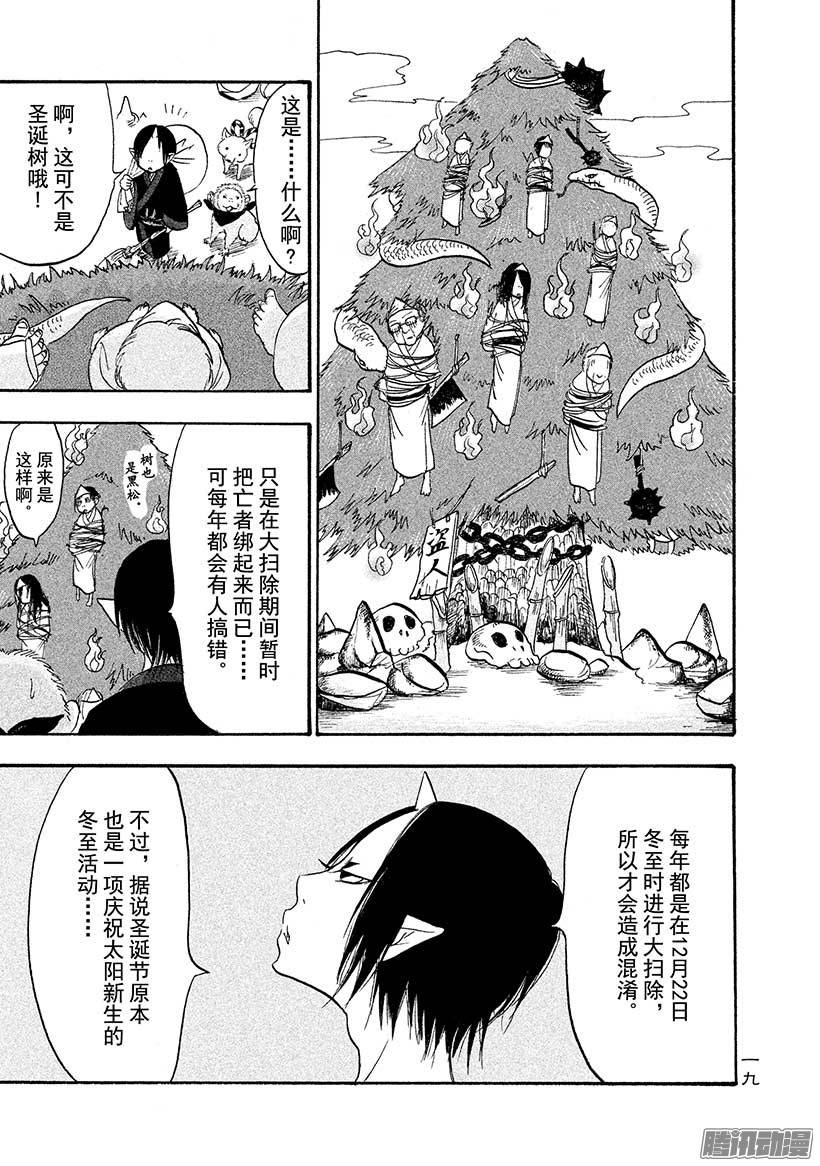 盗人
这是……什么啊？
啊，这可不是
圣诞树哦！
只是在大扫除期间暂时
把亡者绑起来而已……
可每年都会有人搞错。
树也
是黑松。
原来是
这样啊。
每年都是在12月22日
冬至时进行大扫除，
所以才会造成混淆。
不过，据说圣诞节原本
也是一项庆祝太阳新生的
冬至活动……
一九
腾讯动漫